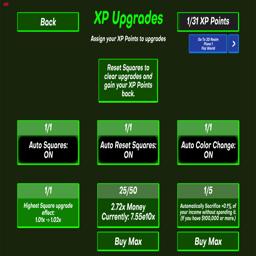 Back
XP Upgrades
1/31 XP Points
Assign your XP Points to upgrades
Go To 2D Realm
Plane 1
Flat World
Reset Squares to
clear upgrades and
gain your XP Points
back.
1/1
1/1
1/1
Auto Squares:
ON
Auto Reset Squares:
ON
Auto Color Change:
ON
1/1
Highest Square upgrade
effect:
1.01x → 1.02x
25/50
2.72x Money
Currently: 7.55e10x
1/5
Automatically Sacrifice +0.1% of
your income without spending it
(if you have $100,000 or more)
Buy Max
Buy Max